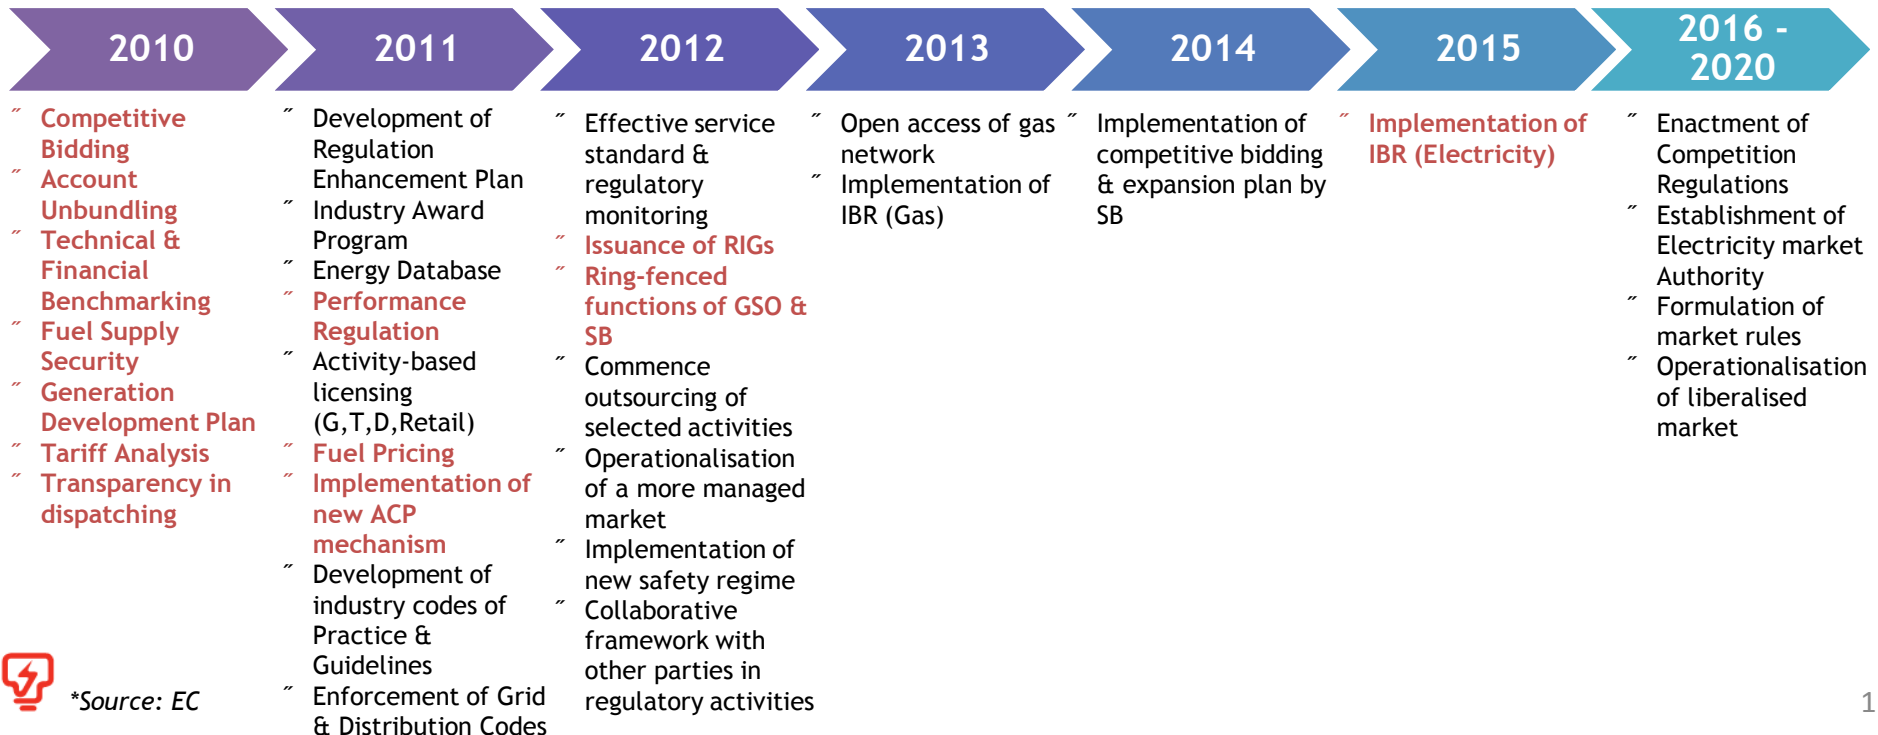 2010
2011
2012
2013
2014
2015
2016 -
2020
˝ Competitive
Bidding
˝ Account
Unbundling
˝ Technical &
Financial
Benchmarking
˝ Fuel Supply
Security
˝ Generation
Development Plan
˝ Tariff Analysis
˝ Transparency in
dispatching
˝ Development of
Regulation
Enhancement Plan
˝ Industry Award
Program
˝ Energy Database
˝ Performance
Regulation
˝ Activity-based
licensing
(G,T,D,Retail)
˝ Fuel Pricing
˝ Implementation of
new ACP
mechanism
˝ Development of
industry codes of
Practice &
Guidelines
˝ Enforcement of Grid
& Distribution Codes
˝ Effective service
standard &
regulatory
monitoring
˝ Issuance of RIGs
˝ Ring-fenced
functions of GSO &
SB
˝ Commence
outsourcing of
selected activities
˝ Operationalisation
of a more managed
market
˝ Implementation of
new safety regime
˝ Collaborative
framework with
other parties in
regulatory activities
˝ Open access of gas
network
˝ Implementation of
IBR (Gas)
˝ Implementation of
competitive bidding
& expansion plan by
SB
˝ Implementation of
IBR (Electricity)
˝ Enactment of
Competition
Regulations
˝ Establishment of
Electricity market
Authority
˝ Formulation of
market rules
˝ Operationalisation
of liberalised
market
*Source: EC
1